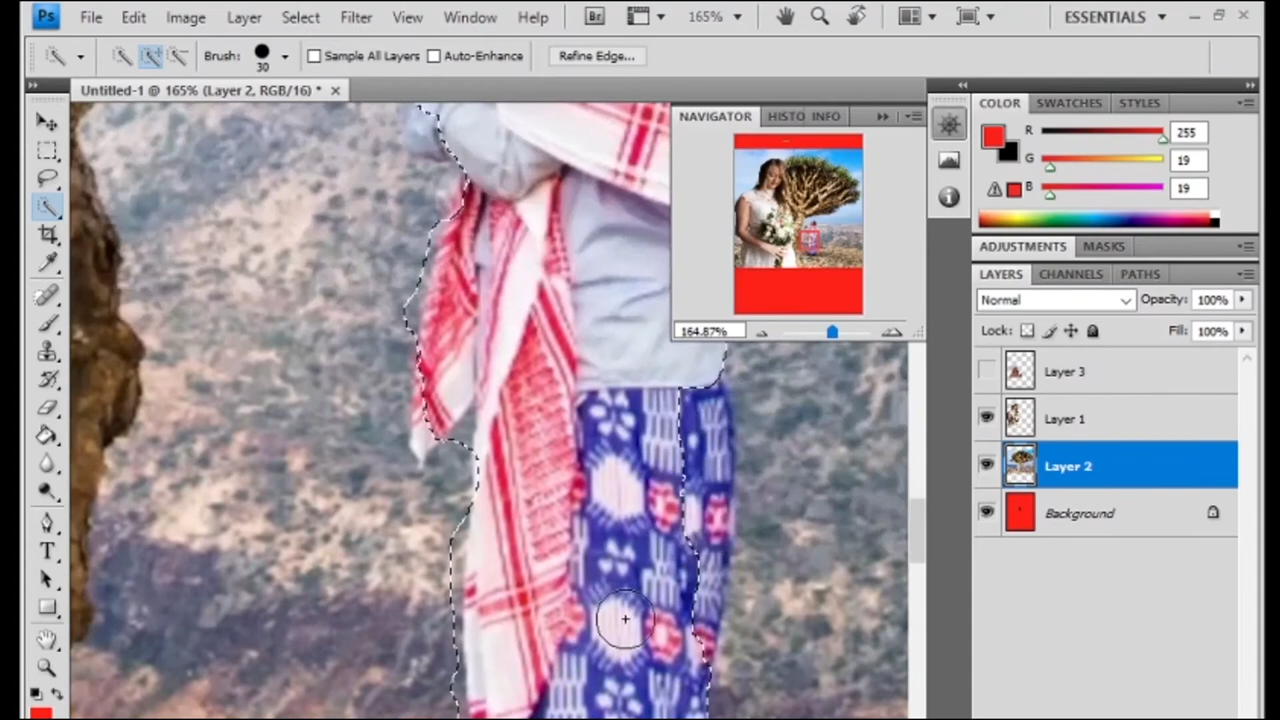 Ps File Edit Image Layer Select Filter View Window Help Br 165% ESSENTIALS
Brush: 30 Sample All Layers Auto-Enhance Refine Edge...
Untitled-1 @ 165% (Layer 2, RGB/16) *
NAVIGATOR HISTO INFO
164.87%
COLOR SWATCHES STYLES
R 255
G 19
B 19
ADJUSTMENTS MASKS
LAYERS CHANNELS PATHS
Normal Opacity: 100%
Lock: Fill: 100%
Layer 3
Layer 1
Layer 2
Background